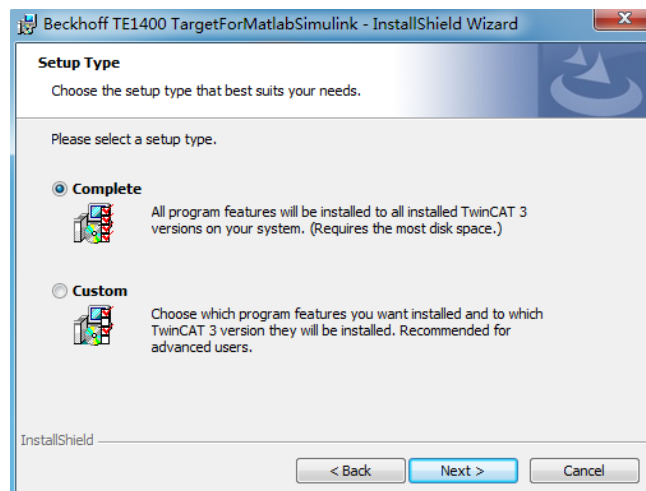 Beckhoff TE1400 TargetForMatlabSimulink - InstallShield Wizard
Setup Type
Choose the setup type that best suits your needs.
Please select a setup type.
Complete
All program features will be installed to all installed TwinCAT 3
versions on your system. (Requires the most disk space.)
Custom
Choose which program features you want installed and to which
TwinCAT 3 version they will be installed. Recommended for
advanced users.
InstallShield
< Back Next > Cancel